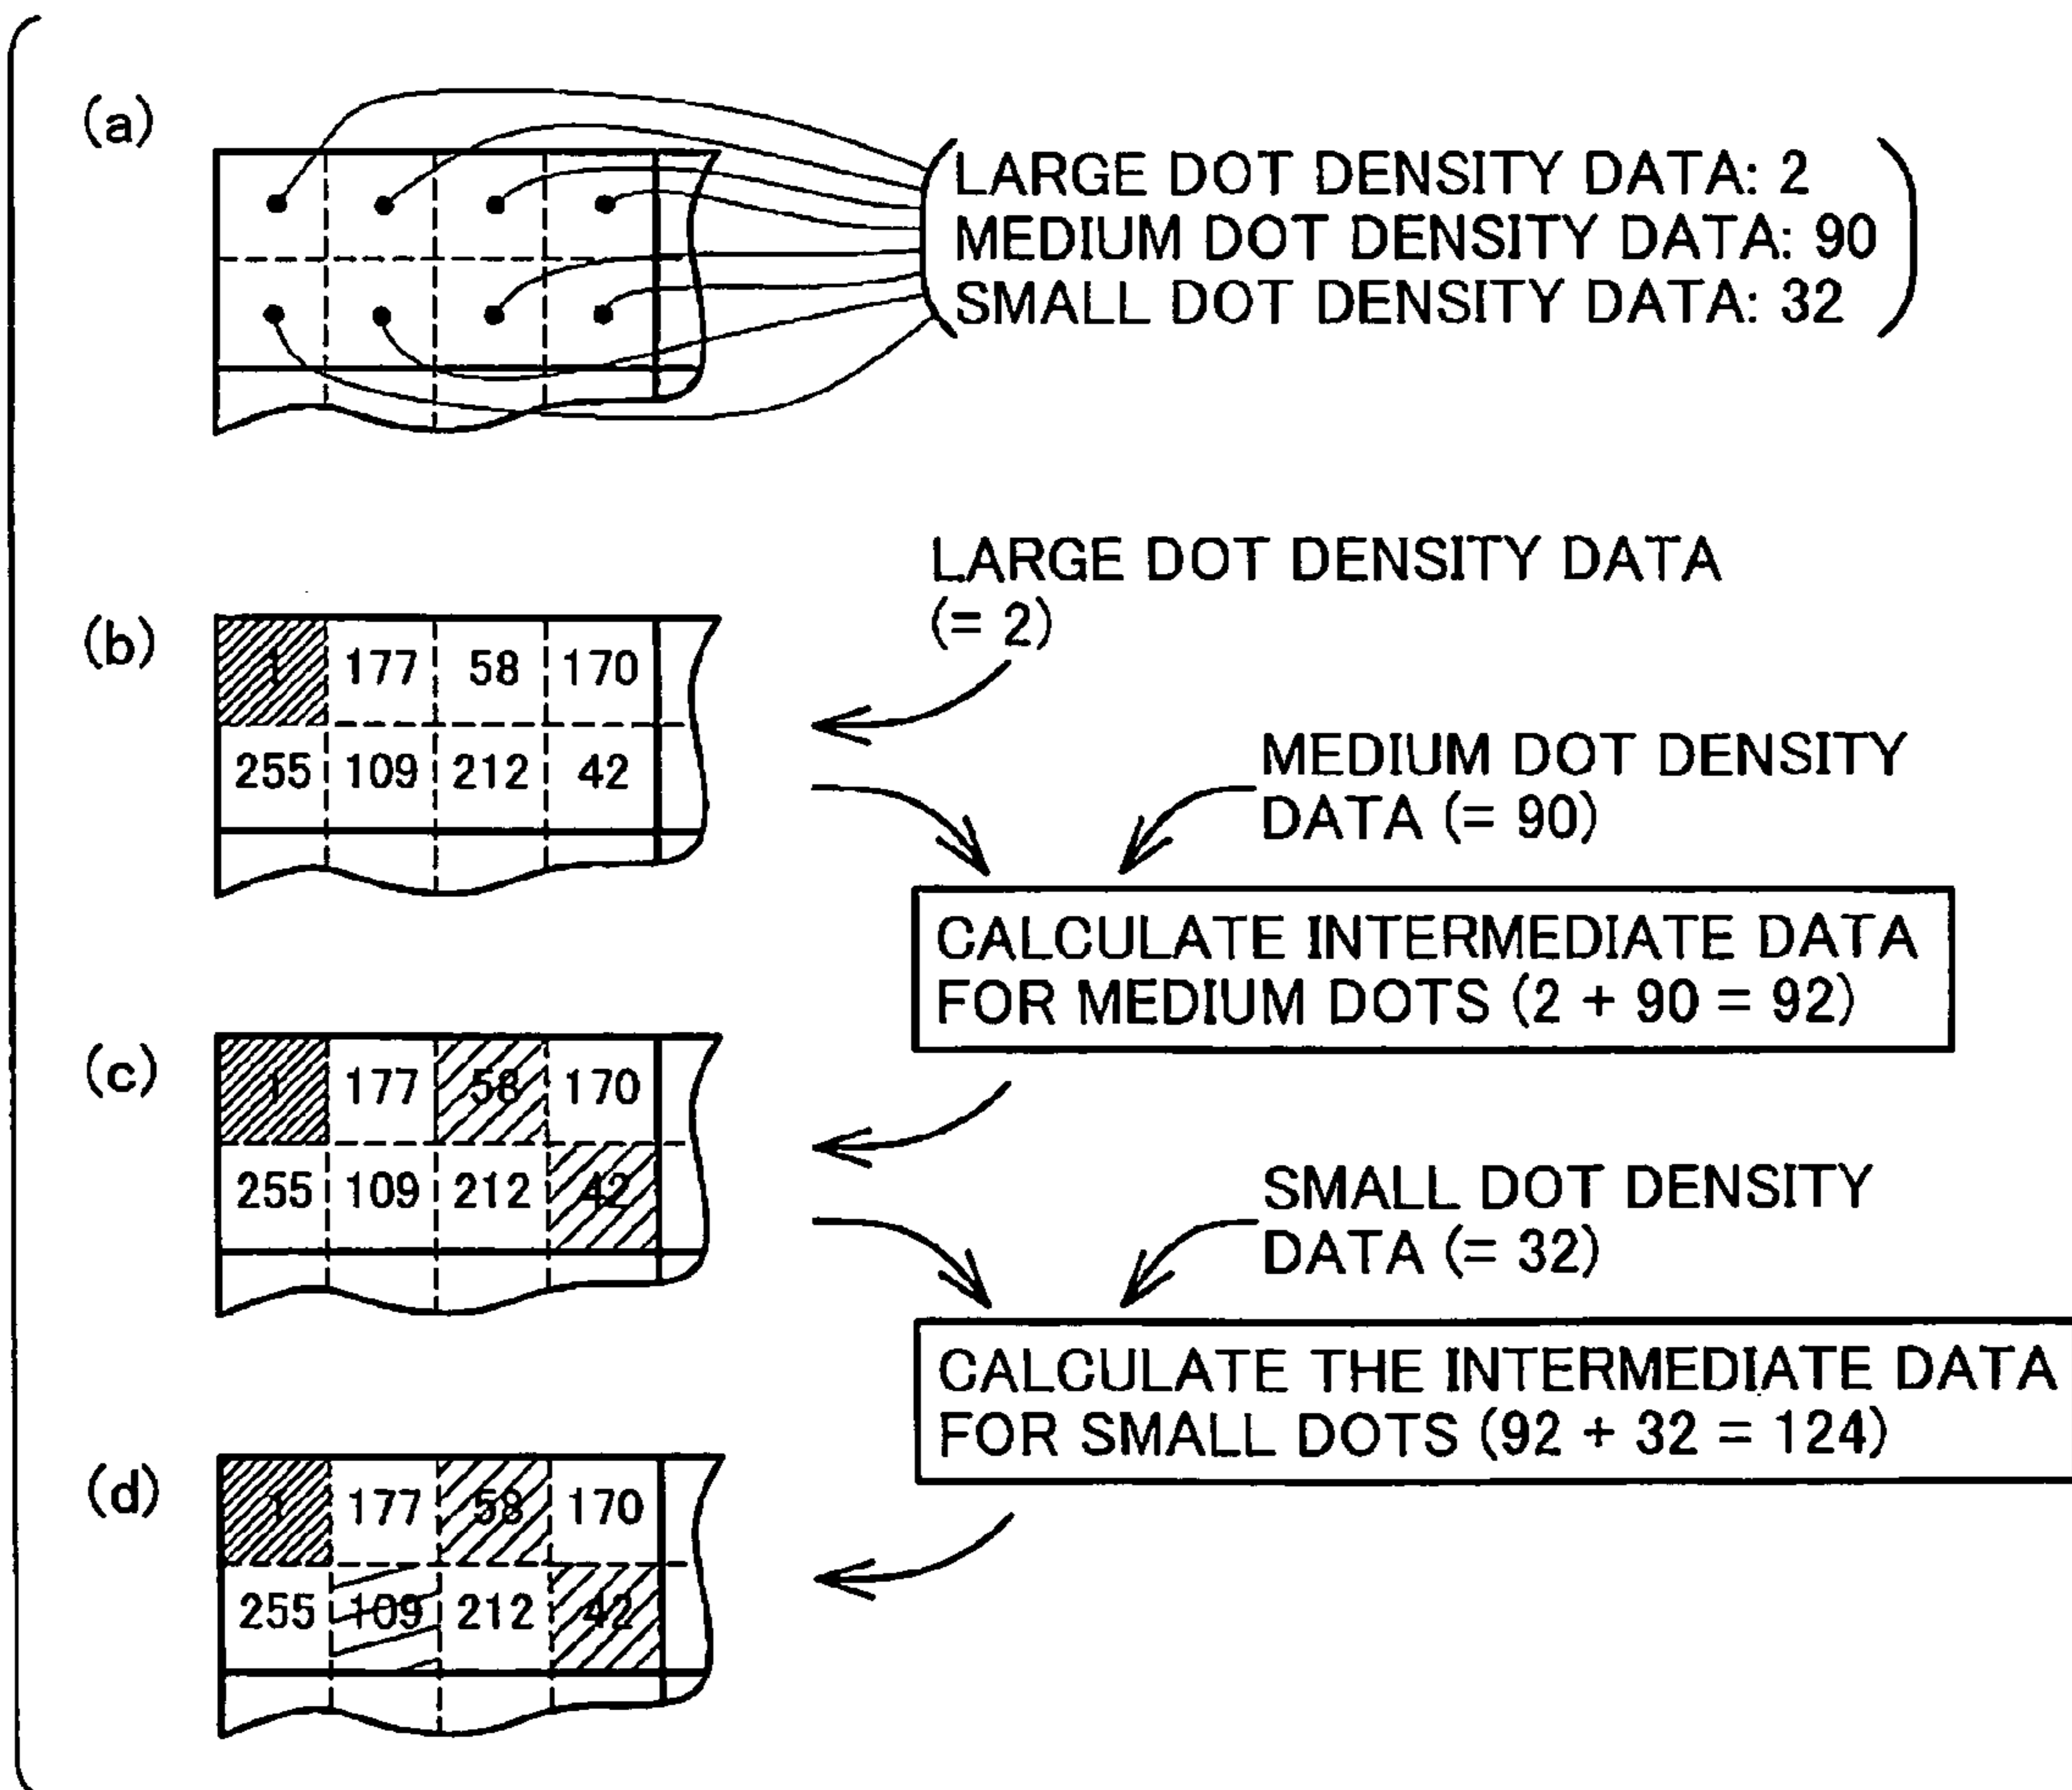 (a)
LARGE DOT DENSITY DATA: 2
MEDIUM DOT DENSITY DATA: 90
SMALL DOT DENSITY DATA: 32
LARGE DOT DENSITY DATA
(= 2)
(b)
1 177 58 170
255 109 212 42
MEDIUM DOT DENSITY
DATA (= 90)
CALCULATE INTERMEDIATE DATA
FOR MEDIUM DOTS (2 + 90 = 92)
(c)
1 177 58 170
255 109 212 42
SMALL DOT DENSITY
DATA (= 32)
CALCULATE THE INTERMEDIATE DATA
FOR SMALL DOTS (92 + 32 = 124)
(d)
1 177 58 170
255 109 212 42